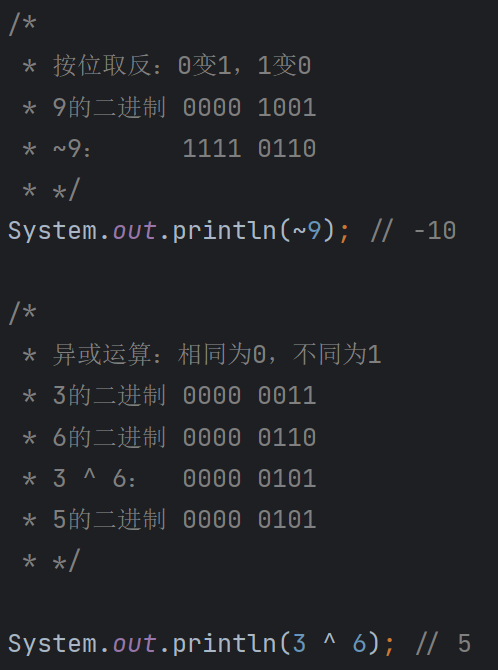 /*
 * 按位取反：0变1，1变0
 * 9的二进制 0000 1001
 * ~9：     1111 0110
 * */
System.out.println(~9); // -10
/*
 * 异或运算：相同为0，不同为1
 * 3的二进制 0000 0011
 * 6的二进制 0000 0110
 * 3 ^ 6：  0000 0101
 * 5的二进制 0000 0101
 * */
System.out.println(3 ^ 6); // 5